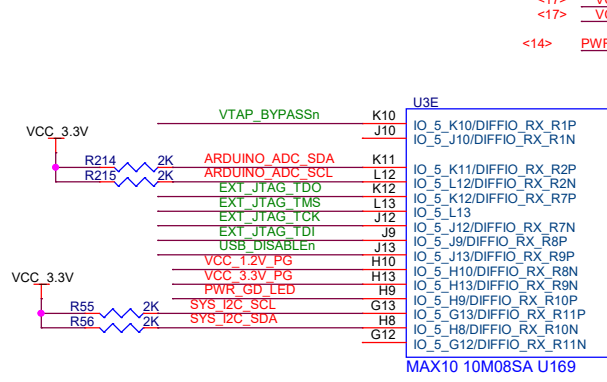 <17> VC
<17> VC
<14> PWR
U3E
VTAP_BYPASSn K10 IO_5_K10/DIFFIO_RX_R1P
J10 IO_5_J10/DIFFIO_RX_R1N
VCC_3.3V
R214 2K ARDUINO_ADC_SDA K11 IO_5_K11/DIFFIO_RX_R2P
R215 2K ARDUINO_ADC_SCL L12 IO_5_L12/DIFFIO_RX_R2N
EXT_JTAG_TDO K12 IO_5_K12/DIFFIO_RX_R7P
EXT_JTAG_TMS L13 IO_5_L13
EXT_JTAG_TCK J12 IO_5_J12/DIFFIO_RX_R7N
EXT_JTAG_TDI J9 IO_5_J9/DIFFIO_RX_R8P
USB_DISABLEn J13 IO_5_J13/DIFFIO_RX_R9P
VCC_1.2V_PG H10 IO_5_H10/DIFFIO_RX_R8N
VCC_3.3V
VCC_3.3V_PG H13 IO_5_H13/DIFFIO_RX_R9N
PWR_GD_LED H9 IO_5_H9/DIFFIO_RX_R10P
R55 2K SYS_I2C_SCL G13 IO_5_G13/DIFFIO_RX_R11P
R56 2K SYS_I2C_SDA H8 IO_5_H8/DIFFIO_RX_R10N
G12 IO_5_G12/DIFFIO_RX_R11N
MAX10 10M08SA U169